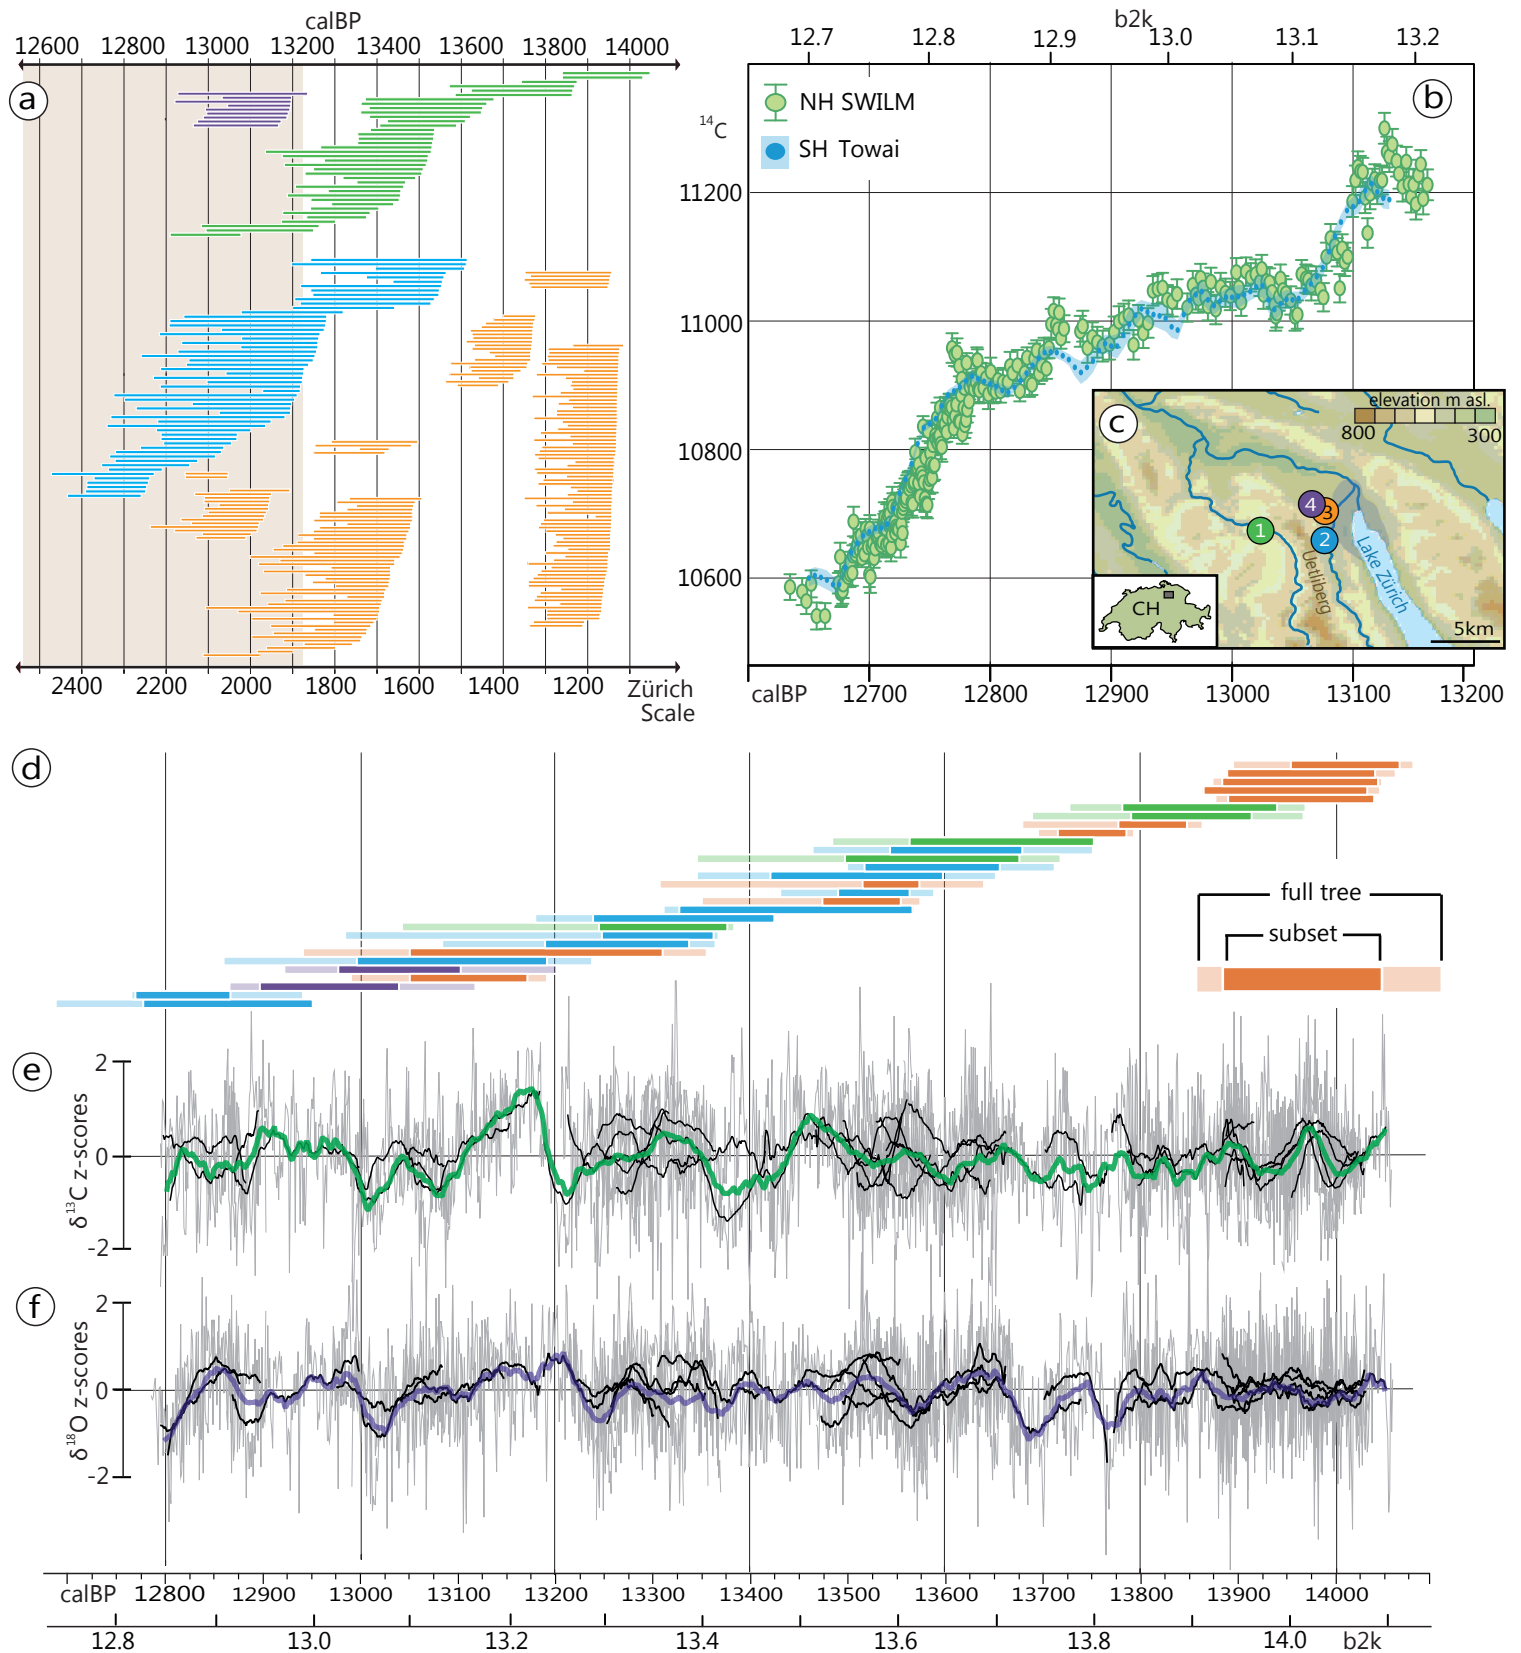 calBP
12600 12800 13000 13200 13400 13600 13800 14000
a
2400 2200 2000 1800 1600 1400 1200 Zürich
Scale
b2k
12.7 12.8 12.9 13.0 13.1 13.2
b
NH SWILM
SH Towai
14C
11200
11000
10800
10600
calBP 12700 12800 12900 13000 13100 13200
c
elevation m asl.
800 300
4
3
1
2
Uetliberg
Lake Zürich
CH
5km
d
full tree
subset
e
δ13C z-scores
2
0
-2
f
δ18O z-scores
2
0
-2
calBP 12800 12900 13000 13100 13200 13300 13400 13500 13600 13700 13800 13900 14000
12.8 13.0 13.2 13.4 13.6 13.8 14.0 b2k